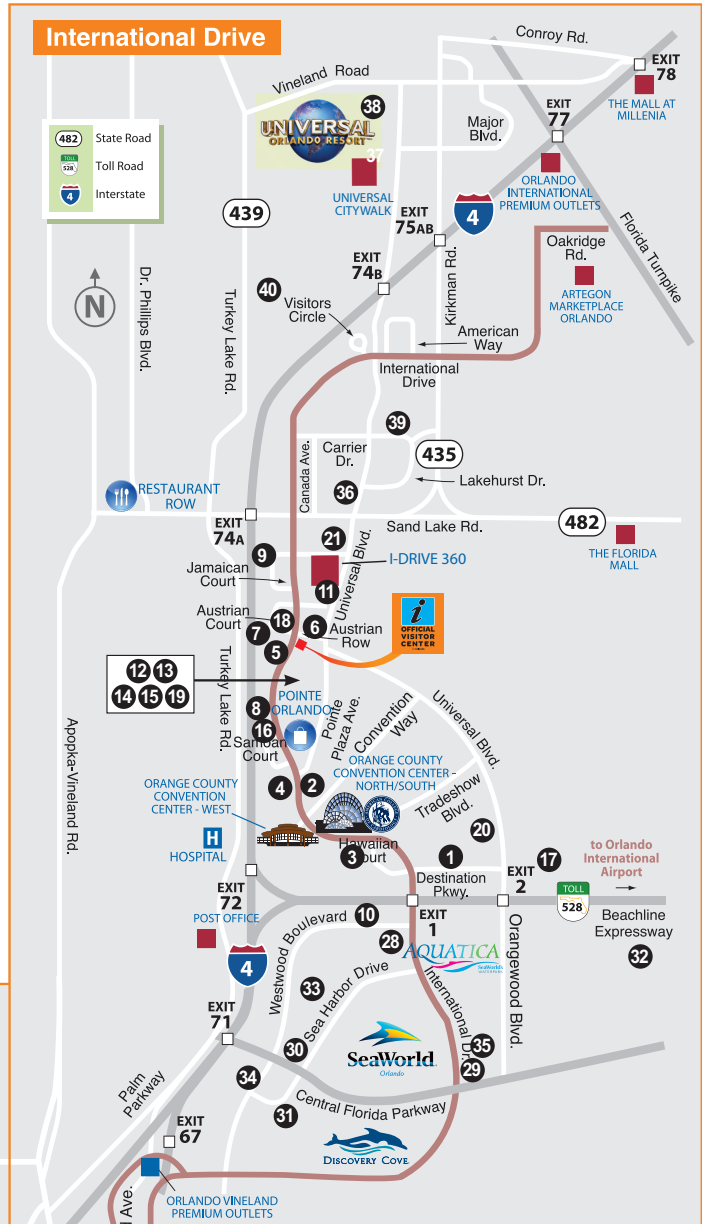 International Drive
Conroy Rd.
EXIT
78
THE MALL AT
MILLENIA
Vineland Road
38
UNIVERSAL
ORLANDO RESORT
37
UNIVERSAL
CITYWALK
Major
Blvd.
EXIT
77
ORLANDO
INTERNATIONAL
PREMIUM OUTLETS
482
State Road
TOLL
528
Toll Road
4
Interstate
439
EXIT
75AB
4
Florida Turnpike
Oakridge
Rd.
EXIT
74B
Kirkman Rd.
ARTEGON
MARKETPLACE
ORLANDO
N
Dr. Phillips Blvd.
Turkey Lake Rd.
40
Visitors
Circle
American
Way
International
Drive
39
Canada Ave.
Carrier
Dr.
435
Lakehurst Dr.
36
RESTAURANT
ROW
EXIT
74A
Sand Lake Rd.
482
THE FLORIDA
MALL
21
9
I-DRIVE 360
Jamaican
Court
11
Universal Blvd.
Austrian
Court
18
7
6
Austrian
Row
5
i
OFFICIAL
VISITOR
CENTER
12
13
14
15
19
Turkey Lake Rd.
8
POINTE
ORLANDO
16
Samoan
Court
Pointe
Plaza Ave.
Convention
Way
Universal Blvd.
Apopka-Vineland Rd.
4
2
ORANGE COUNTY
CONVENTION CENTER -
NORTH/SOUTH
ORANGE COUNTY
CONVENTION
CENTER - WEST
Tradeshow
Blvd.
20
H
HOSPITAL
Hawaiian
Court
3
1
17
to Orlando
International
Airport
Destination
Pkwy.
EXIT
2
TOLL
528
EXIT
72
POST OFFICE
10
EXIT
1
Beachline
Expressway
32
28
AQUATICA
SeaWorld's
Westwood Boulevard
4
33
Sea Harbor Drive
International Dr.
Orangewood Blvd.
EXIT
71
30
SeaWorld
Orlando
35
29
34
Palm
Parkway
31
Central Florida Parkway
EXIT
67
DISCOVERY COVE
ORLANDO VINELAND
PREMIUM OUTLETS
Ave.